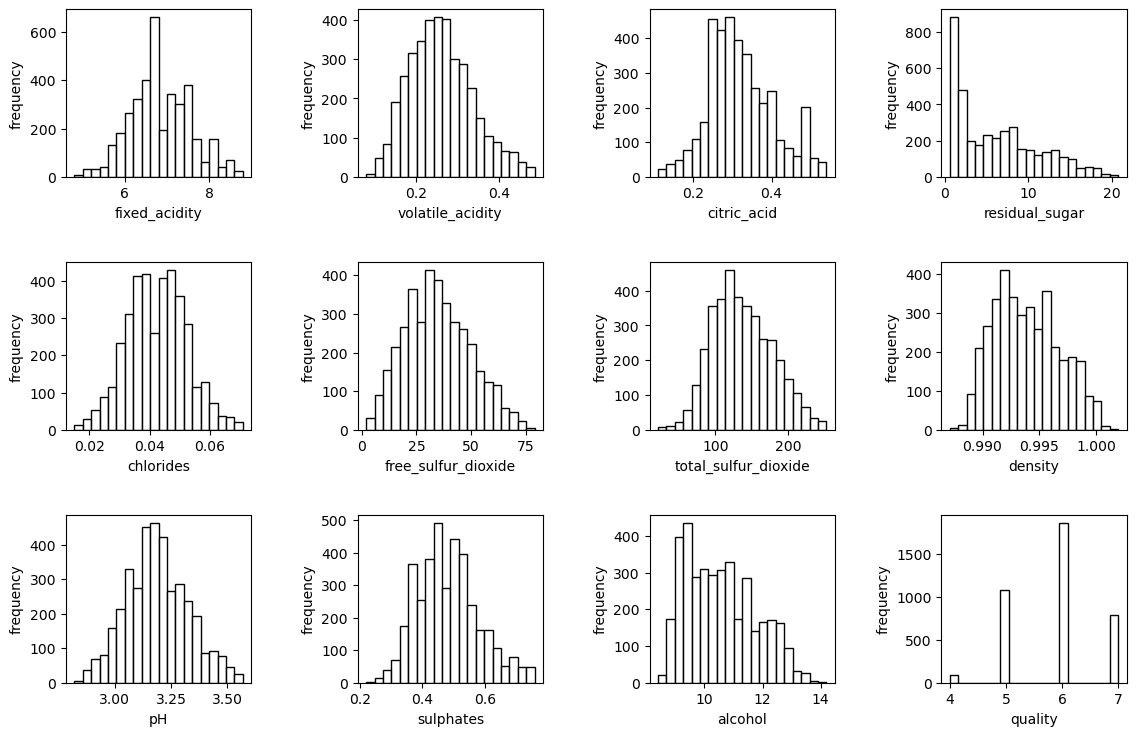 frequency
600
400
200
0
6 8
fixed_acidity
frequency
400
300
200
100
0
0.2 0.4
volatile_acidity
frequency
400
300
200
100
0
0.2 0.4
citric_acid
frequency
800
600
400
200
0
0 10 20
residual_sugar
frequency
400
300
200
100
0
0.02 0.04 0.06
chlorides
frequency
400
300
200
100
0
0 25 50 75
free_sulfur_dioxide
frequency
400
300
200
100
0
100 200
total_sulfur_dioxide
frequency
400
300
200
100
0
0.990 0.995 1.000
density
frequency
400
300
200
100
0
3.00 3.25 3.50
pH
frequency
500
400
300
200
100
0
0.2 0.4 0.6
sulphates
frequency
400
300
200
100
0
10 12 14
alcohol
frequency
1500
1000
500
0
4 5 6 7
quality